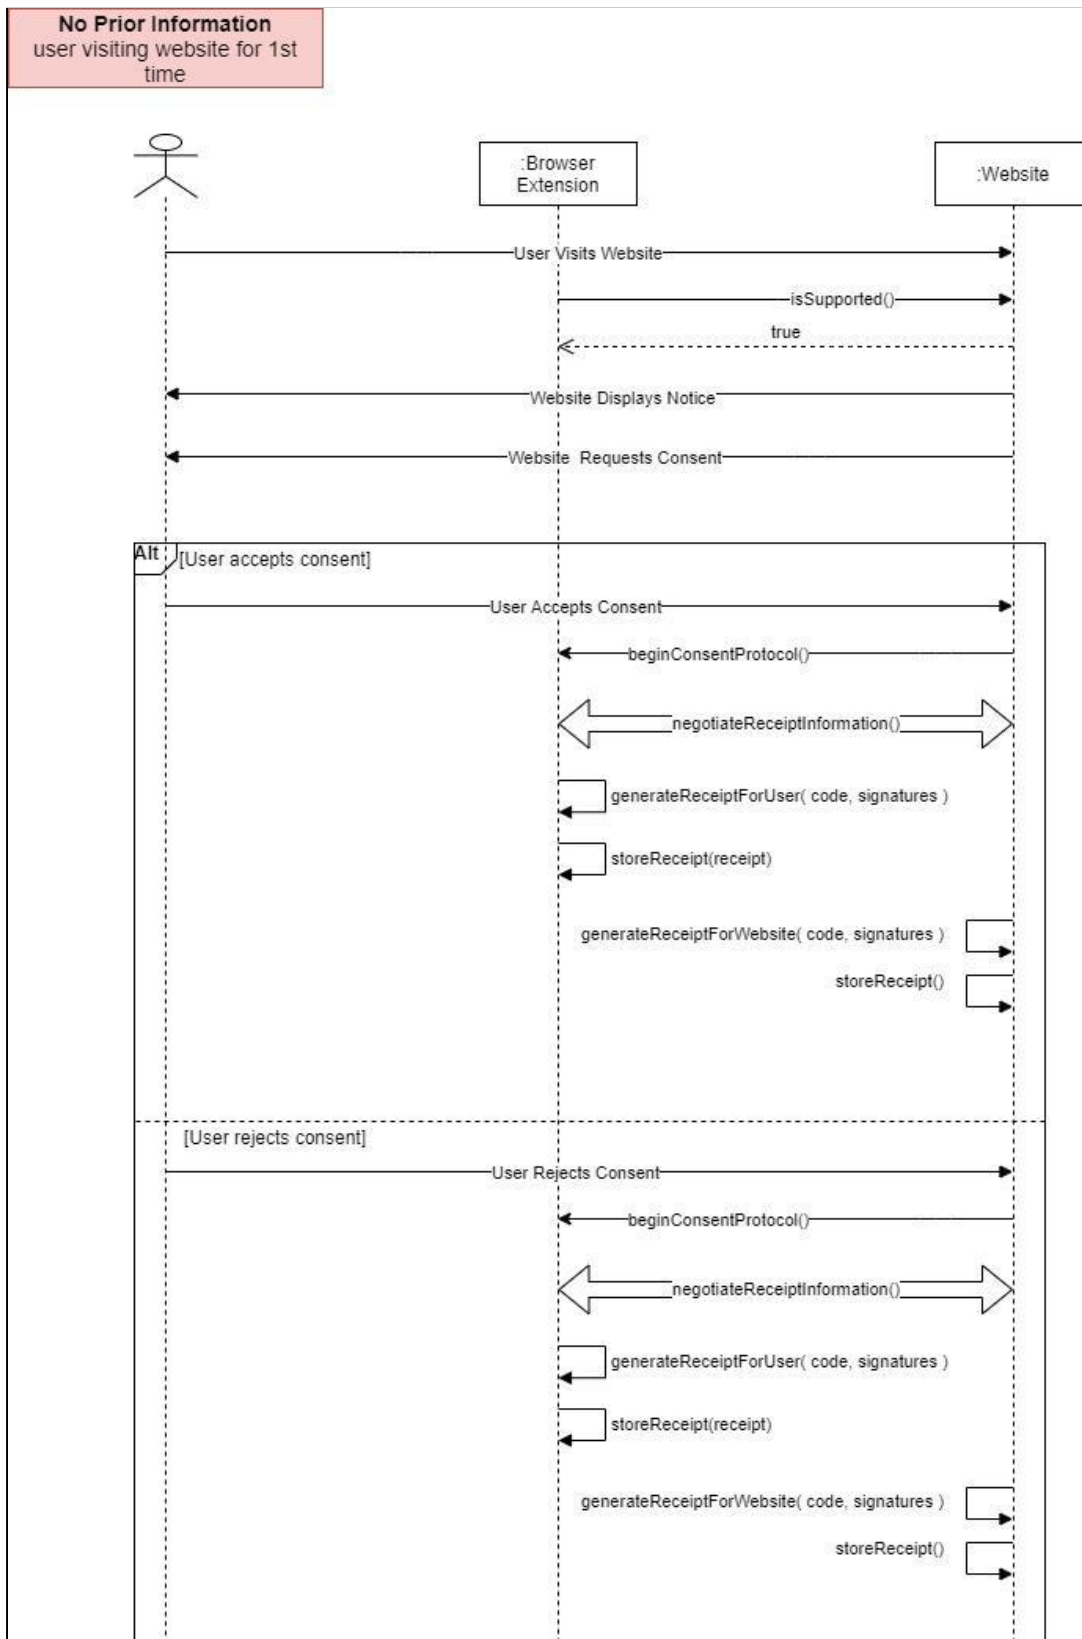 No Prior Information
user visiting website for 1st
time
:Browser
Extension
:Website
User Visits Website
isSupported()
true
Website Displays Notice
Website Requests Consent
Alt
[User accepts consent]
User Accepts Consent
beginConsentProtocol()
negotiateReceiptInformation()
generateReceiptForUser( code, signatures )
storeReceipt(receipt)
generateReceiptForWebsite( code, signatures )
storeReceipt()
[User rejects consent]
User Rejects Consent
beginConsentProtocol()
negotiateReceiptInformation()
generateReceiptForUser( code, signatures )
storeReceipt(receipt)
generateReceiptForWebsite( code, signatures )
storeReceipt()